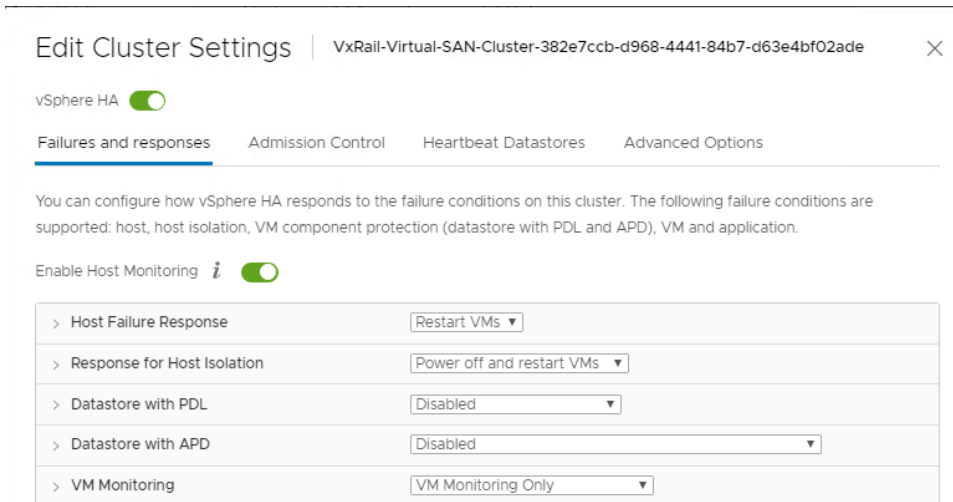 Edit Cluster Settings VxRail-Virtual-SAN-Cluster-382e7ccb-d968-4441-84b7-d63e4bf02ade
vSphere HA
Failures and responses Admission Control Heartbeat Datastores Advanced Options
You can configure how vSphere HA responds to the failure conditions on this cluster. The following failure conditions are
supported: host, host isolation, VM component protection (datastore with PDL and APD), VM and application.
Enable Host Monitoring i
Host Failure Response Restart VMs
Response for Host Isolation Power off and restart VMs
Datastore with PDL Disabled
Datastore with APD Disabled
VM Monitoring VM Monitoring Only